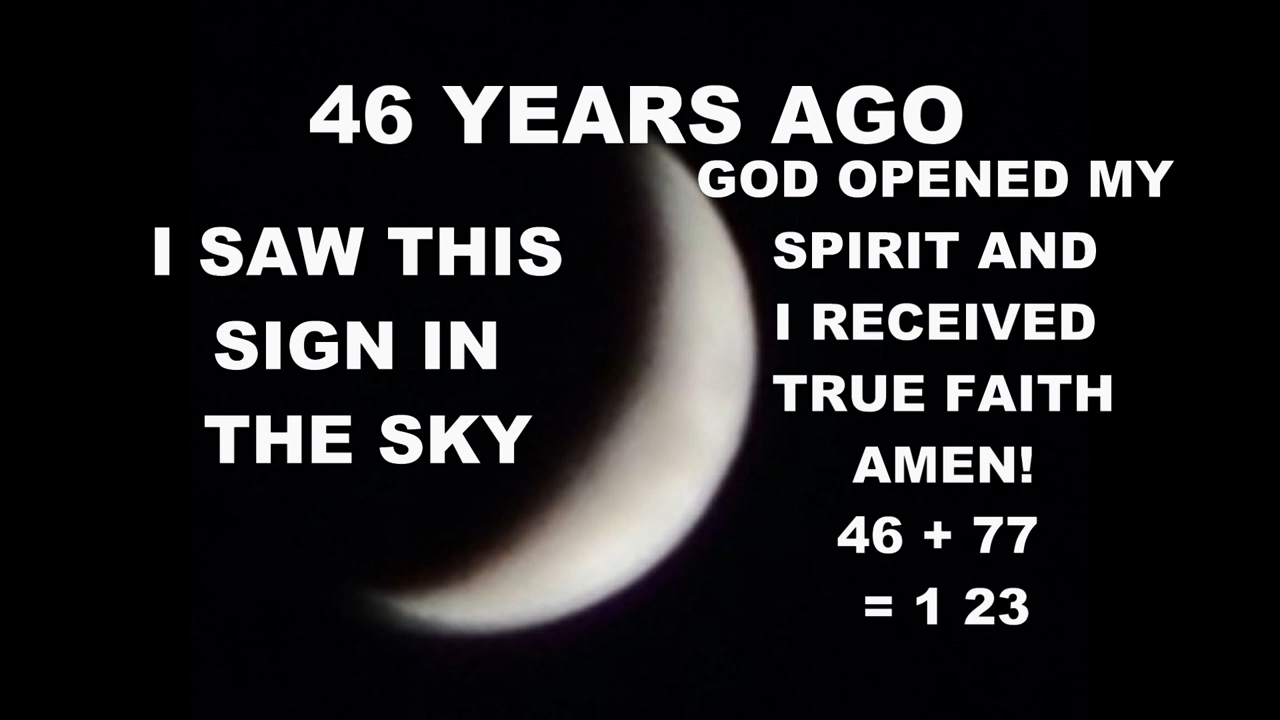 46 YEARS AGO
I SAW THIS
SIGN IN
THE SKY
GOD OPENED MY
SPIRIT AND
I RECEIVED
TRUE FAITH
AMEN!
46 + 77
= 1 23